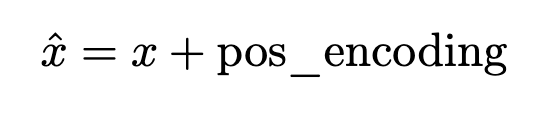 x̂ = x + pos_encoding